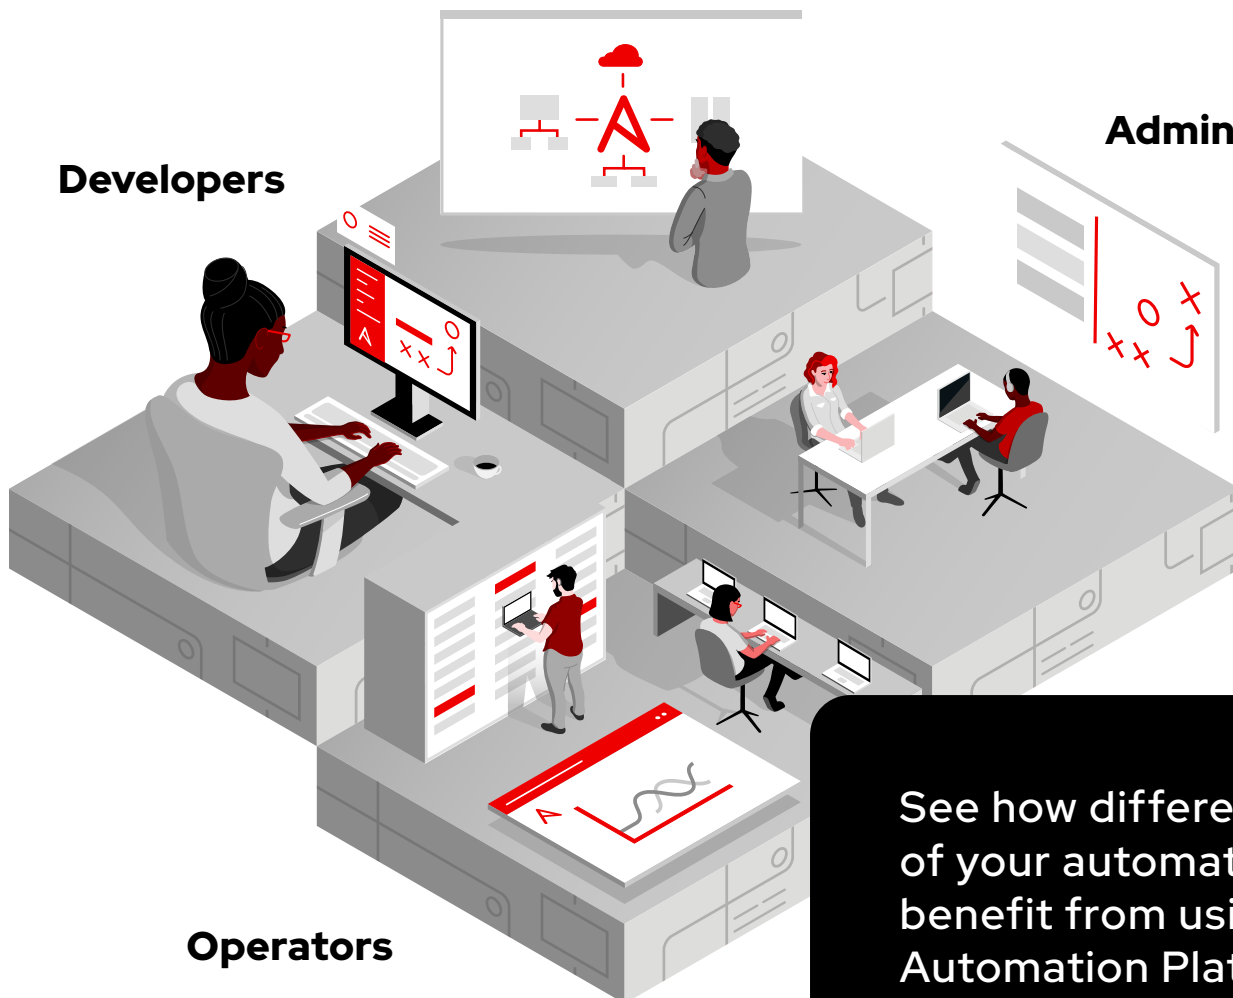 Developers
Admin
Operators
See how differe
of your automat
benefit from usi
Automation Plat